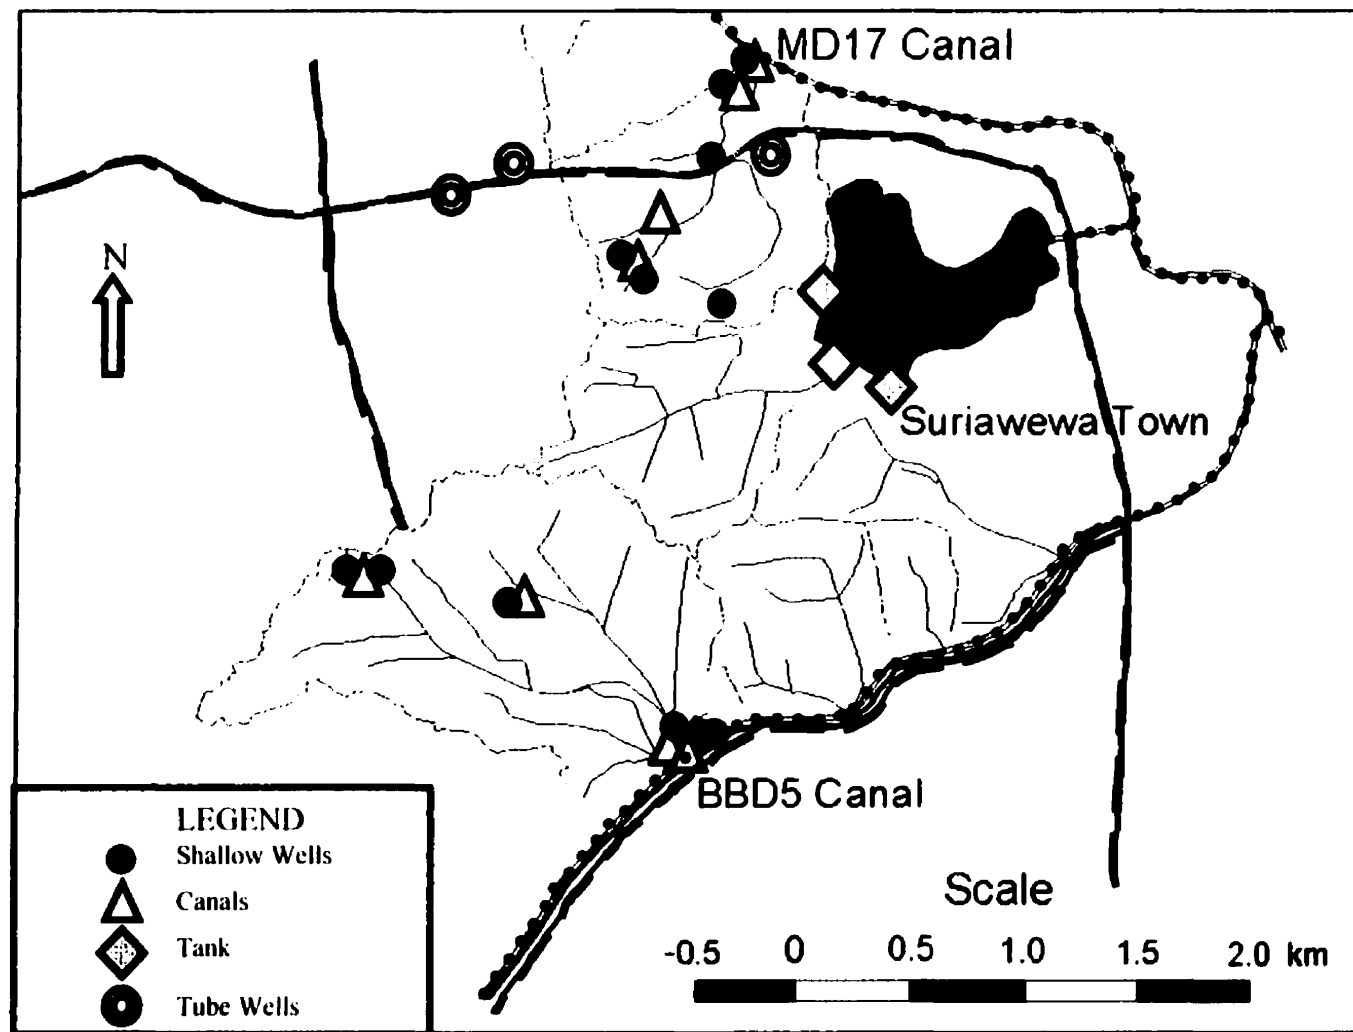 MD17 Canal
N
Suriawewa Town
BBD5 Canal
LEGEND
Shallow Wells
Canals
Tank
Tube Wells
Scale
-0.5 0 0.5 1.0 1.5 2.0 km